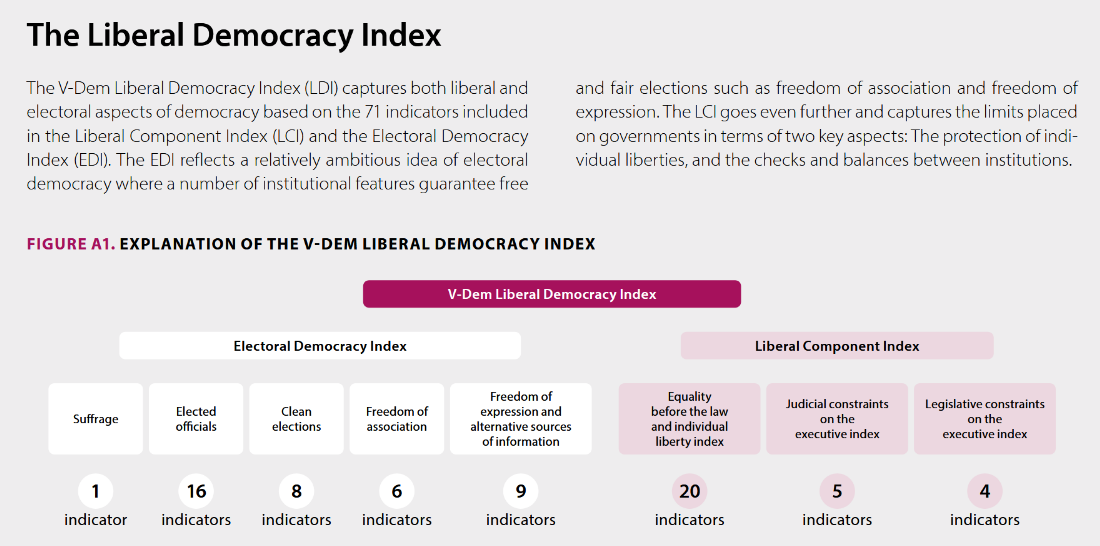 The Liberal Democracy Index
The V-Dem Liberal Democracy Index (LDI) captures both liberal and
electoral aspects of democracy based on the 71 indicators included
in the Liberal Component Index (LCI) and the Electoral Democracy
Index (EDI). The EDI reflects a relatively ambitious idea of electoral
democracy where a number of institutional features guarantee free
and fair elections such as freedom of association and freedom of
expression. The LCI goes even further and captures the limits placed
on governments in terms of two key aspects: The protection of indi-
vidual liberties, and the checks and balances between institutions.
FIGURE A1. EXPLANATION OF THE V-DEM LIBERAL DEMOCRACY INDEX
V-Dem Liberal Democracy Index
Electoral Democracy Index
Liberal Component Index
Suffrage
Elected
officials
Clean
elections
Freedom of
association
Freedom of
expression and
alternative sources
of information
Equality
before the law
and individual
liberty index
Judicial constraints
on the
executive index
Legislative constraints
on the
executive index
1
indicator
16
indicators
8
indicators
6
indicators
9
indicators
20
indicators
5
indicators
4
indicators